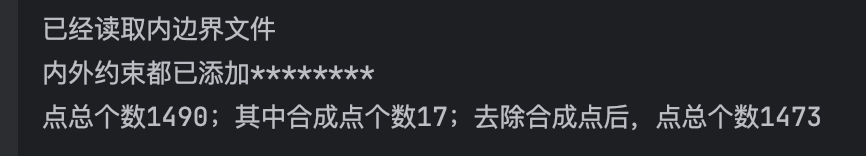 已经读取内边界文件
内外约束都已添加********
点总个数1490；其中合成点个数17；去除合成点后，点总个数1473